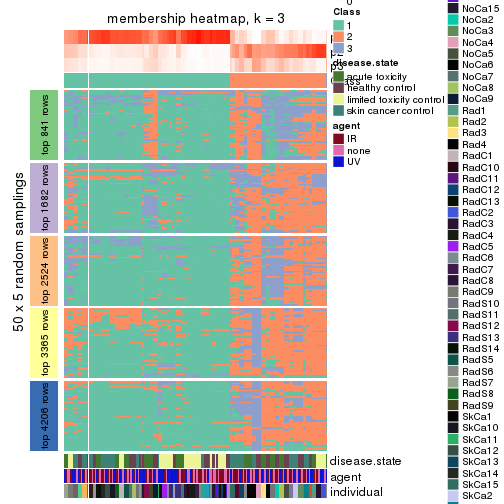 membership heatmap, k = 3
50 x 5 random samplings
top 841 rows
top 1682 rows
top 2524 rows
top 3365 rows
top 4206 rows
disease.state
agent
individual
0
Class
1
2
3
disease.state
acute toxicity
healthy control
limited toxicity control
skin cancer control
agent
IR
none
UV
NoCa15
NoCa2
NoCa3
NoCa4
NoCa5
NoCa6
NoCa7
NoCa8
NoCa9
Rad1
Rad2
Rad3
Rad4
RadC1
RadC10
RadC11
RadC12
RadC13
RadC2
RadC3
RadC4
RadC5
RadC6
RadC7
RadC8
RadC9
RadS10
RadS11
RadS12
RadS13
RadS14
RadS5
RadS6
RadS7
RadS8
RadS9
SkCa1
SkCa10
SkCa11
SkCa12
SkCa13
SkCa14
SkCa15
SkCa2